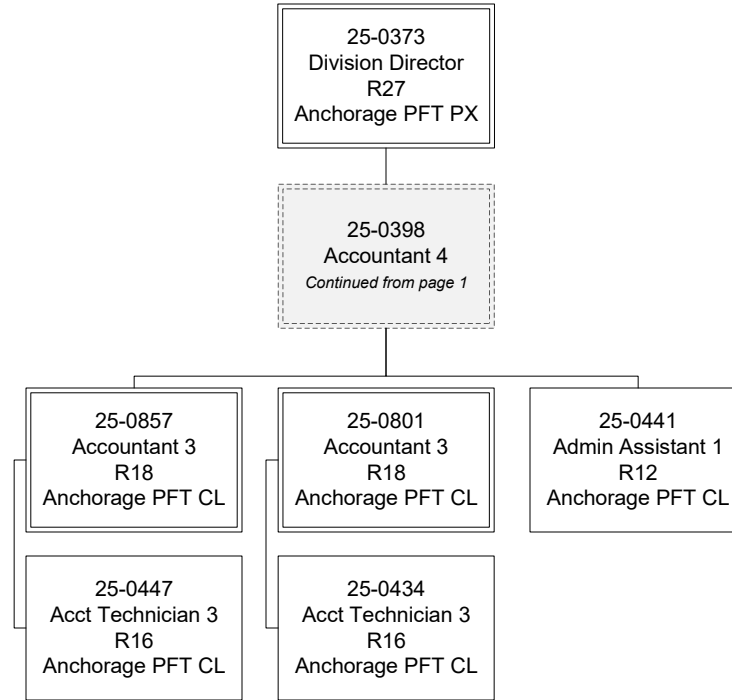 25-0373
Division Director
R27
Anchorage PFT PX
25-0398
Accountant 4
Continued from page 1
25-0857
Accountant 3
R18
Anchorage PFT CL
25-0801
Accountant 3
R18
Anchorage PFT CL
25-0441
Admin Assistant 1
R12
Anchorage PFT CL
25-0447
Acct Technician 3
R16
Anchorage PFT CL
25-0434
Acct Technician 3
R16
Anchorage PFT CL